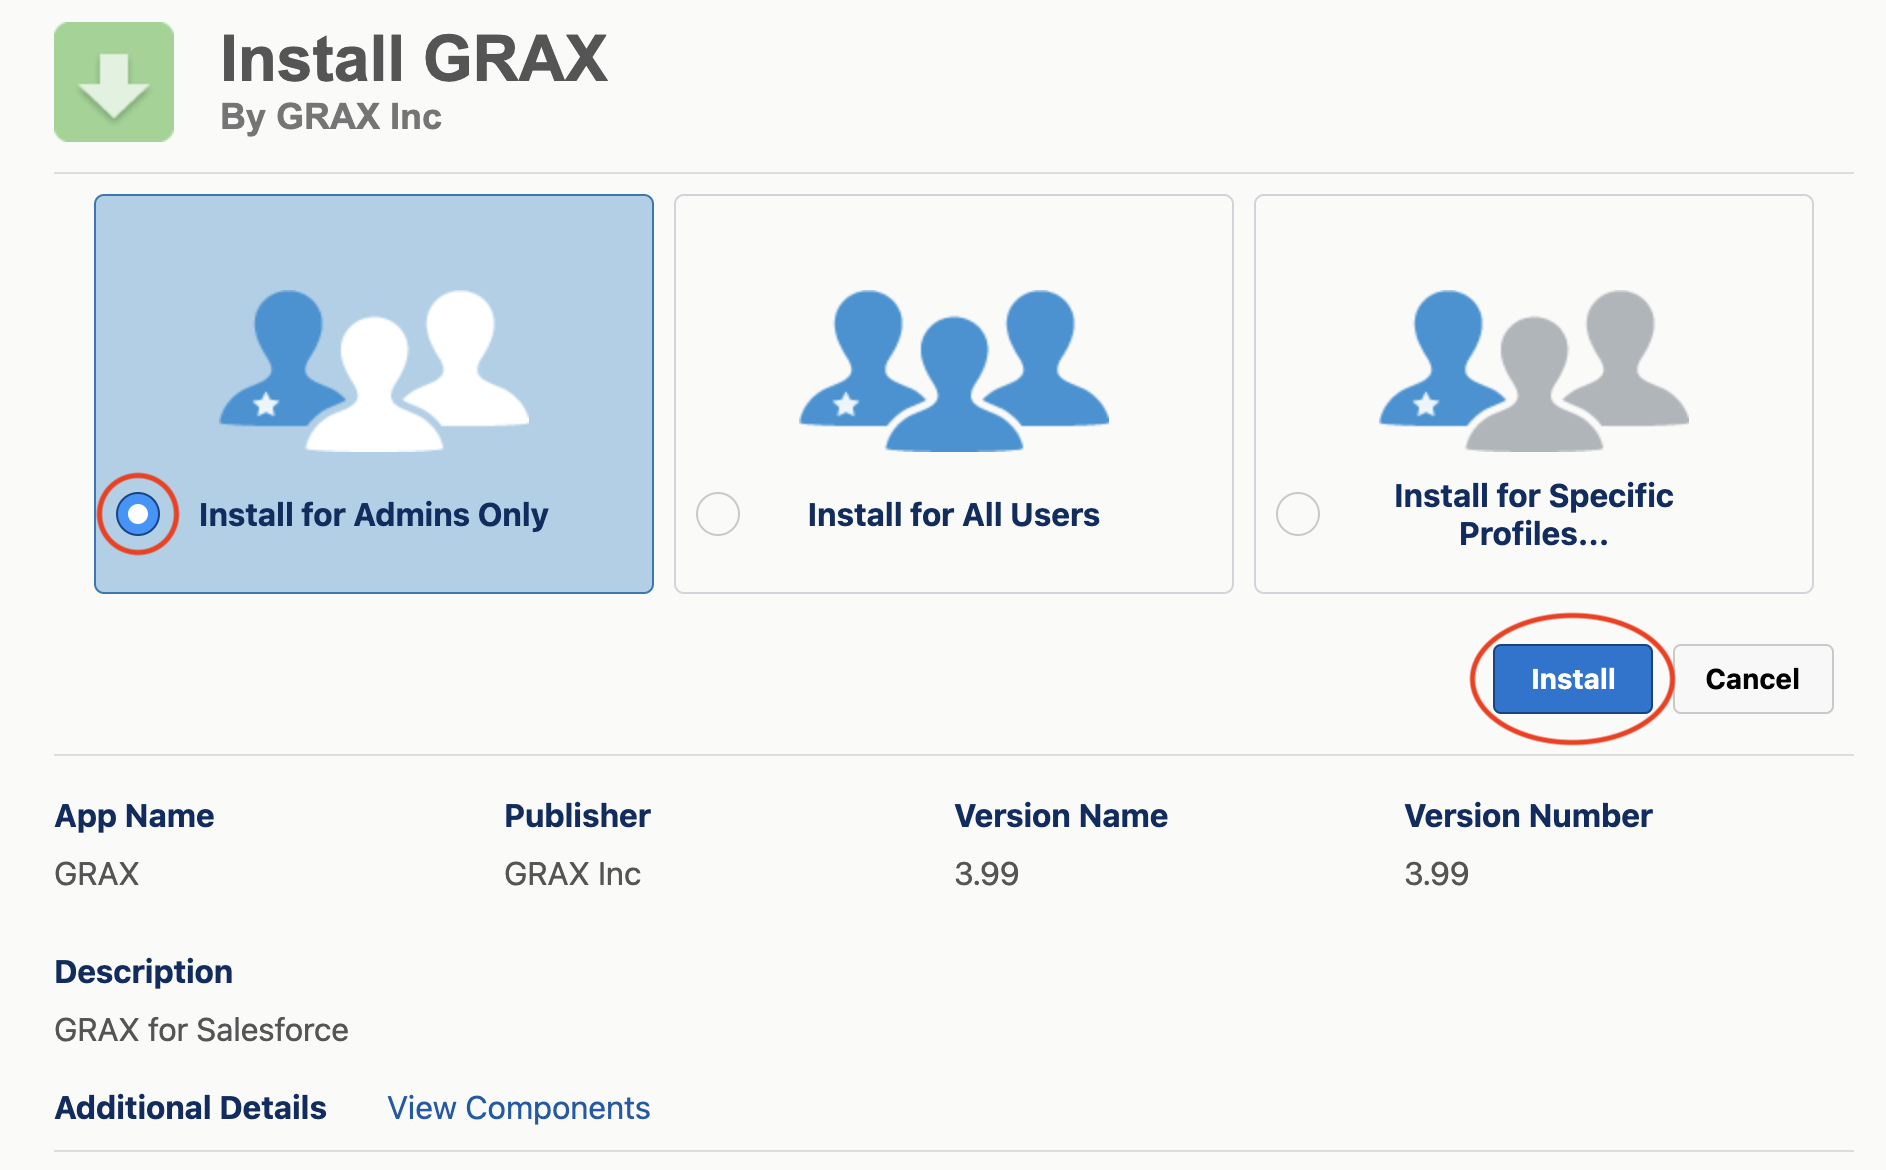 Install GRAX
By GRAX Inc
Install for Admins Only
Install for All Users
Install for Specific
Profiles...
Install
Cancel
App Name
Publisher
Version Name
Version Number
GRAX
GRAX Inc
3.99
3.99
Description
GRAX for Salesforce
Additional Details
View Components